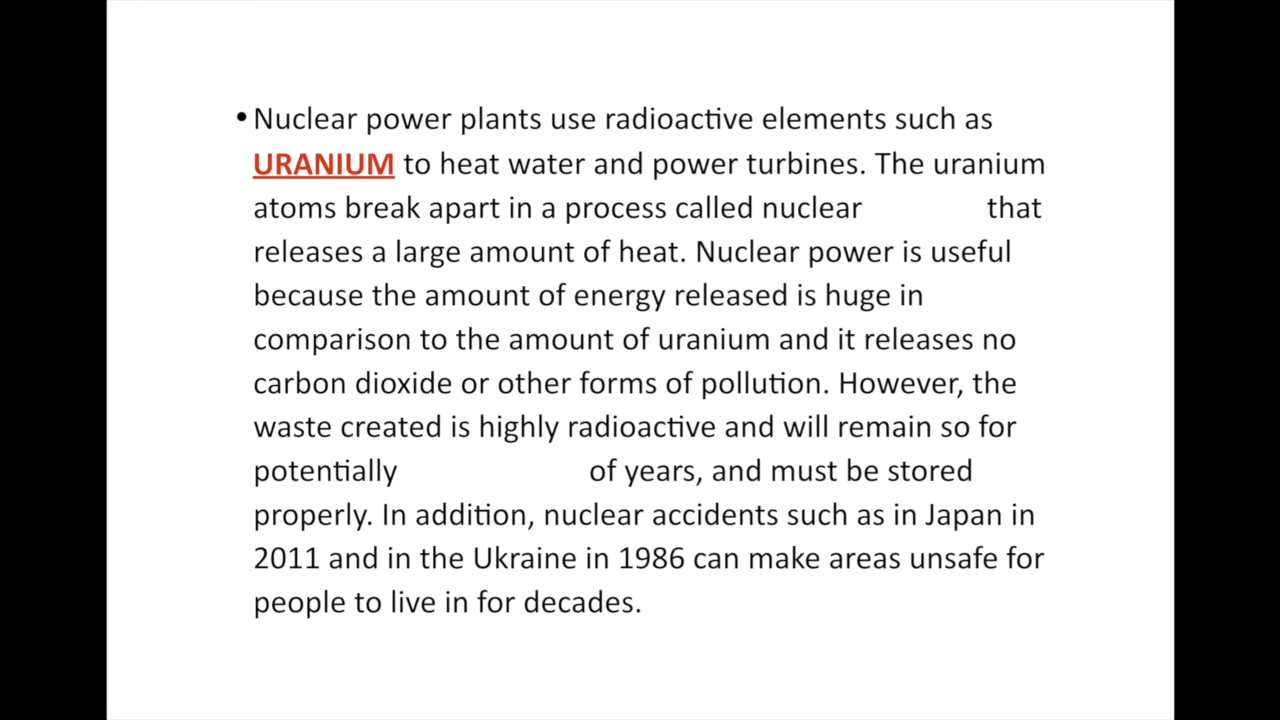 • Nuclear power plants use radioactive elements such as
URANIUM to heat water and power turbines. The uranium
atoms break apart in a process called nuclear that
releases a large amount of heat. Nuclear power is useful
because the amount of energy released is huge in
comparison to the amount of uranium and it releases no
carbon dioxide or other forms of pollution. However, the
waste created is highly radioactive and will remain so for
potentially of years, and must be stored
properly. In addition, nuclear accidents such as in Japan in
2011 and in the Ukraine in 1986 can make areas unsafe for
people to live in for decades.